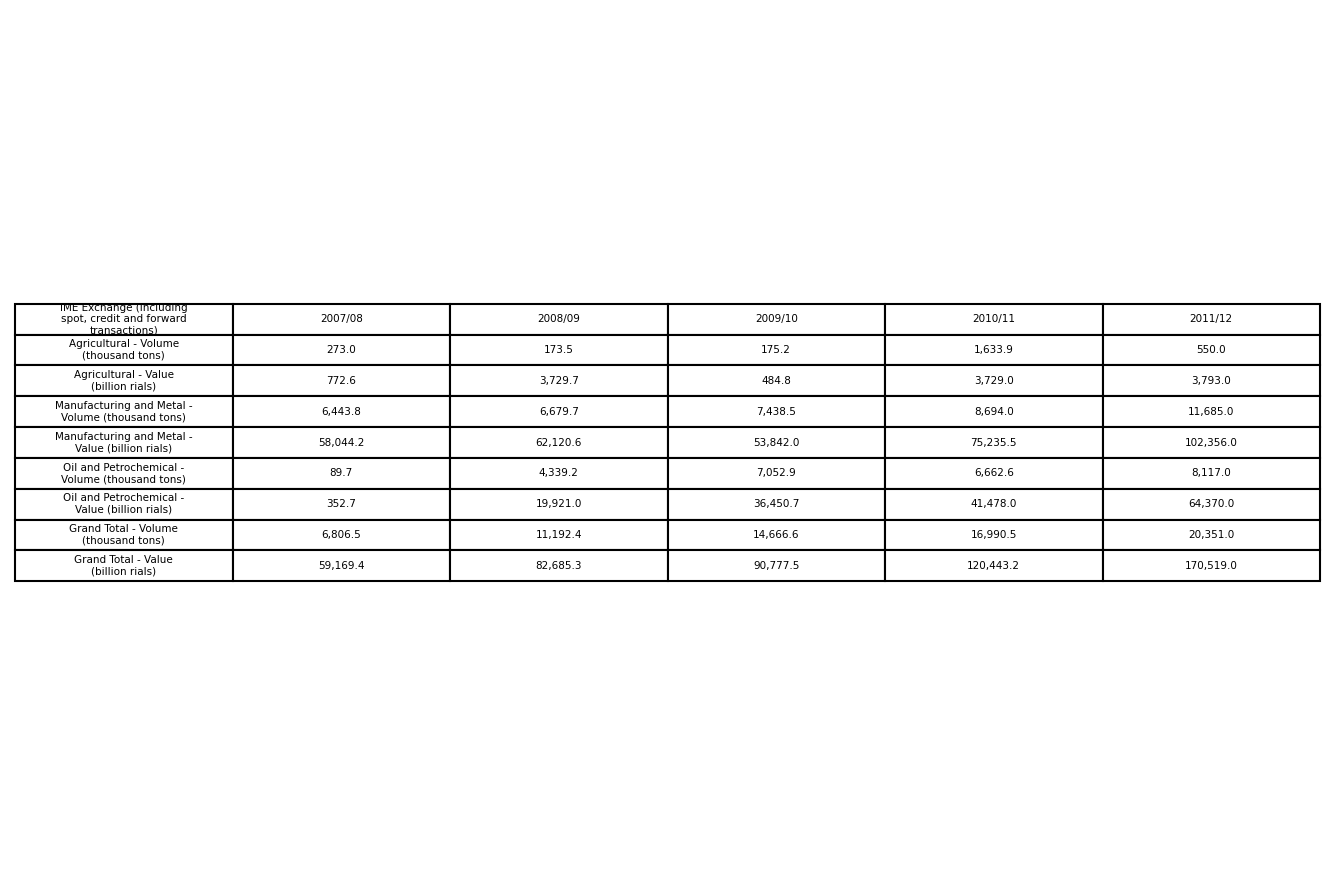 IME Exchange (including
spot, credit and forward
transactions)
2007/08
2008/09
2009/10
2010/11
2011/12
Agricultural - Volume
(thousand tons)
273.0
173.5
175.2
1,633.9
550.0
Agricultural - Value
(billion rials)
772.6
3,729.7
484.8
3,729.0
3,793.0
Manufacturing and Metal -
Volume (thousand tons)
6,443.8
6,679.7
7,438.5
8,694.0
11,685.0
Manufacturing and Metal -
Value (billion rials)
58,044.2
62,120.6
53,842.0
75,235.5
102,356.0
Oil and Petrochemical -
Volume (thousand tons)
89.7
4,339.2
7,052.9
6,662.6
8,117.0
Oil and Petrochemical -
Value (billion rials)
352.7
19,921.0
36,450.7
41,478.0
64,370.0
Grand Total - Volume
(thousand tons)
6,806.5
11,192.4
14,666.6
16,990.5
20,351.0
Grand Total - Value
(billion rials)
59,169.4
82,685.3
90,777.5
120,443.2
170,519.0